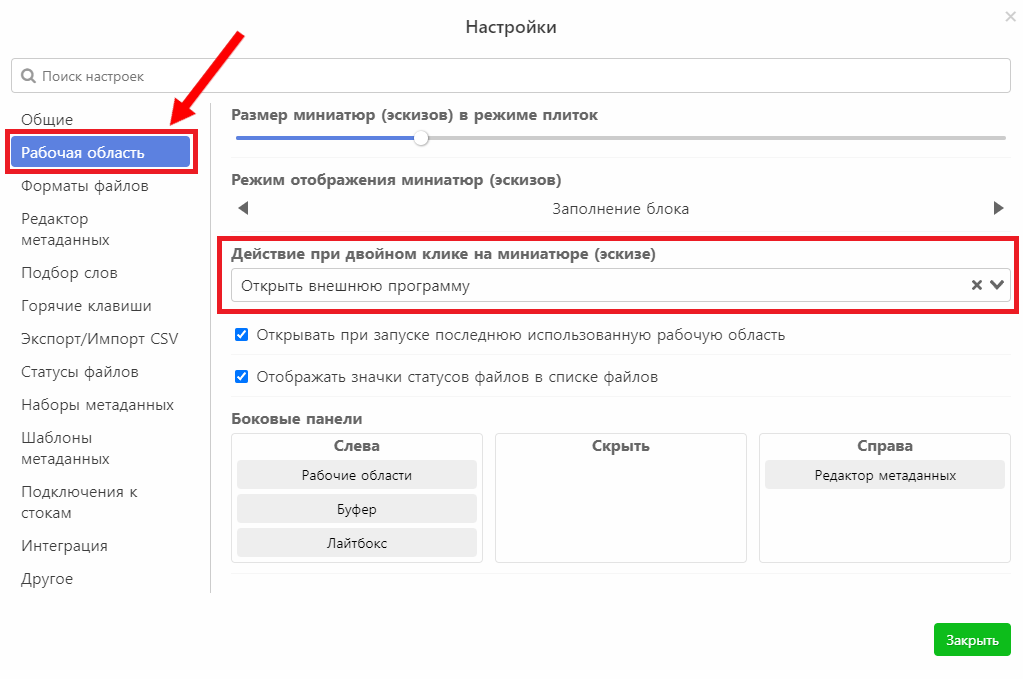 Настройки
Поиск настроек
Общие
Рабочая область
Форматы файлов
Редактор
метаданных
Подбор слов
Горячие клавиши
Экспорт/Импорт CSV
Статусы файлов
Наборы метаданных
Шаблоны
метаданных
Подключения к
стокам
Интеграция
Другое
Размер миниатюр (эскизов) в режиме плиток
Режим отображения миниатюр (эскизов)
Заполнение блока
Действие при двойном клике на миниатюре (эскизе)
Открыть внешнюю программу
Открывать при запуске последнюю использованную рабочую область
Отображать значки статусов файлов в списке файлов
Боковые панели
Слева
Рабочие области
Буфер
Лайтбокс
Скрыть
Справа
Редактор метаданных
Закрыть